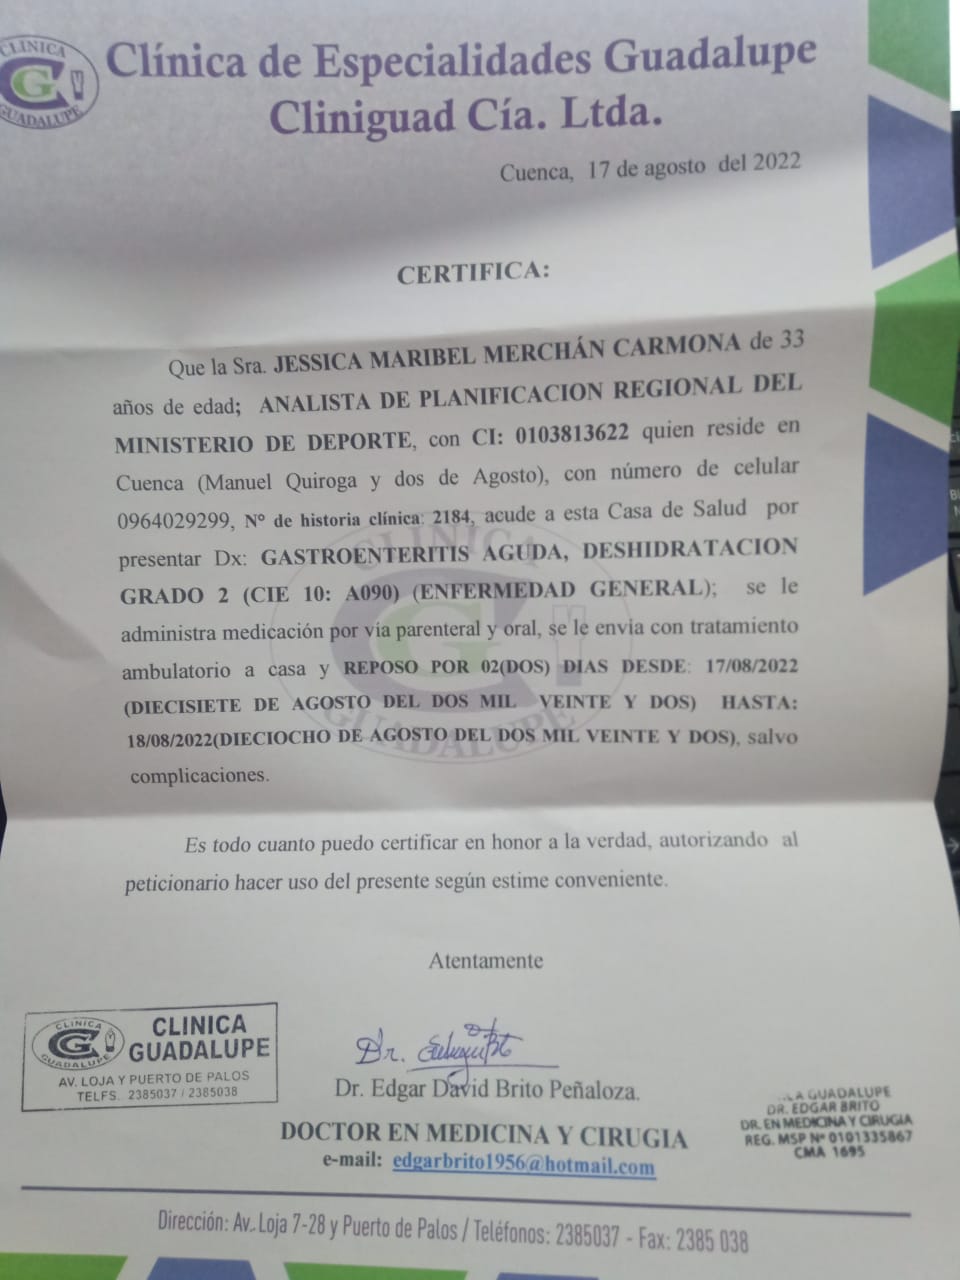 CLINICA
GUADALUPE
Clínica de Especialidades Guadalupe
Cliniguad Cía. Ltda.
Cuenca, 17 de agosto del 2022
CERTIFICA:
Que la Sra. JESSICA MARIBEL MERCHÁN CARMONA de 33
años de edad; ANALISTA DE PLANIFICACION REGIONAL DEL
MINISTERIO DE DEPORTE, con CI: 0103813622 quien reside en
Cuenca (Manuel Quiroga y dos de Agosto), con número de celular
0964029299, Nº de historia clínica: 2184, acude a esta Casa de Salud por
presentar Dx: GASTROENTERITIS AGUDA, DESHIDRATACION
GRADO 2 (CIE 10: A090) (ENFERMEDAD GENERAL); se le
administra medicación por vía parenteral y oral, se le envia con tratamiento
ambulatorio a casa y REPOSO POR 02(DOS) DIAS DESDE: 17/08/2022
(DIECISIETE DE AGOSTO DEL DOS MIL VEINTE Y DOS) HASTA:
18/08/2022(DIECIOCHO DE AGOSTO DEL DOS MIL VEINTE Y DOS), salvo
complicaciones.
CLINICA
GUADALUPE
Es todo cuanto puedo certificar en honor a la verdad, autorizando al
peticionario hacer uso del presente según estime conveniente.
Atentamente
CLINICA
GUADALUPE
CLINICA
GUADALUPE
AV. LOJA Y PUERTO DE PALOS
TELFS. 2385037 / 2385038
Dr.
Dr. Edgar David Brito Peñaloza.
DOCTOR EN MEDICINA Y CIRUGIA
e-mail: edgarbrito1956@hotmail.com
GUADALUPE
DR. EDGAR BRITO
DR. EN MEDICINA Y CIRUGIA
REG. MSP Nº 0101335867
CMA 1695
Dirección: Av. Loja 7-28 y Puerto de Palos / Teléfonos: 2385037 - Fax: 2385 038